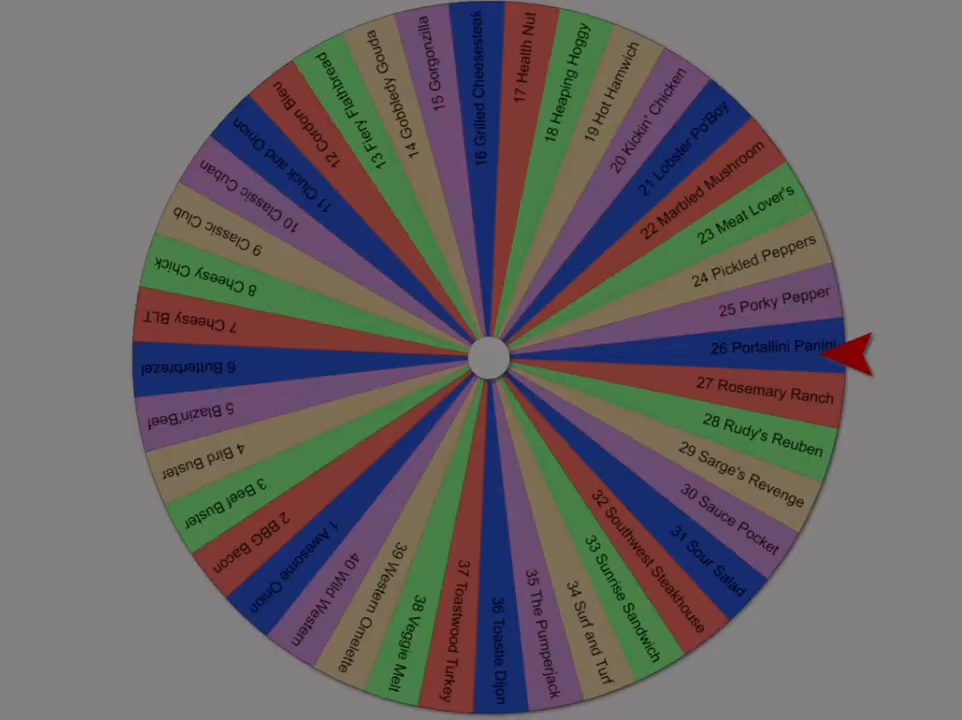 1 Awesome Onion
2 BBG Bacon
3 Beef Buster
4 Bird Buster
5 Blazin'Beef
6 Butterbrezel
7 Cheesy BLT
8 Cheesy Chick
9 Classic Club
10 Classic Cuban
11 Cluck and Onion
12 Cordon Bleu
13 Fiery Flathbread
14 Gobbledy Gouda
15 Gorgonzilla
16 Grilled Cheesesteak
17 Health Nut
18 Heaping Hoggy
19 Hot Hamwich
20 Kickin' Chicken
21 Lobster Po'Boy
22 Marbled Mushroom
23 Meat Lover's
24 Pickled Peppers
25 Porky Pepper
26 Portallini Panini
27 Rosemary Ranch
28 Rudy's Reuben
29 Sarge's Revenge
30 Sauce Pocket
31 Sour Salad
32 Southwest Steakhouse
33 Sunrise Sandwich
34 Surf and Turf
35 The Pumperjack
36 Toastie Dijon
37 Toastwood Turkey
38 Veggie Melt
39 Western Omelette
40 Wild Western